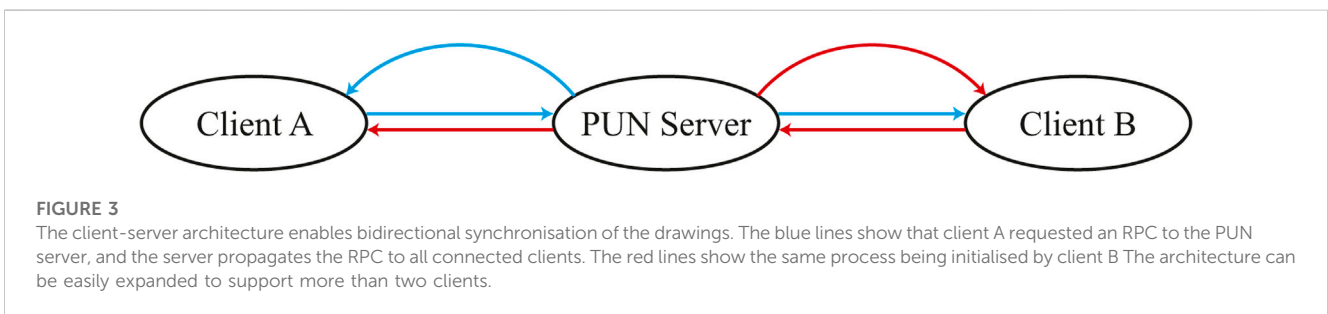 Client A
PUN Server
Client B
FIGURE 3
The client-server architecture enables bidirectional synchronisation of the drawings. The blue lines show that client A requested an RPC to the PUN
server, and the server propagates the RPC to all connected clients. The red lines show the same process being initialised by client B The architecture can
be easily expanded to support more than two clients.